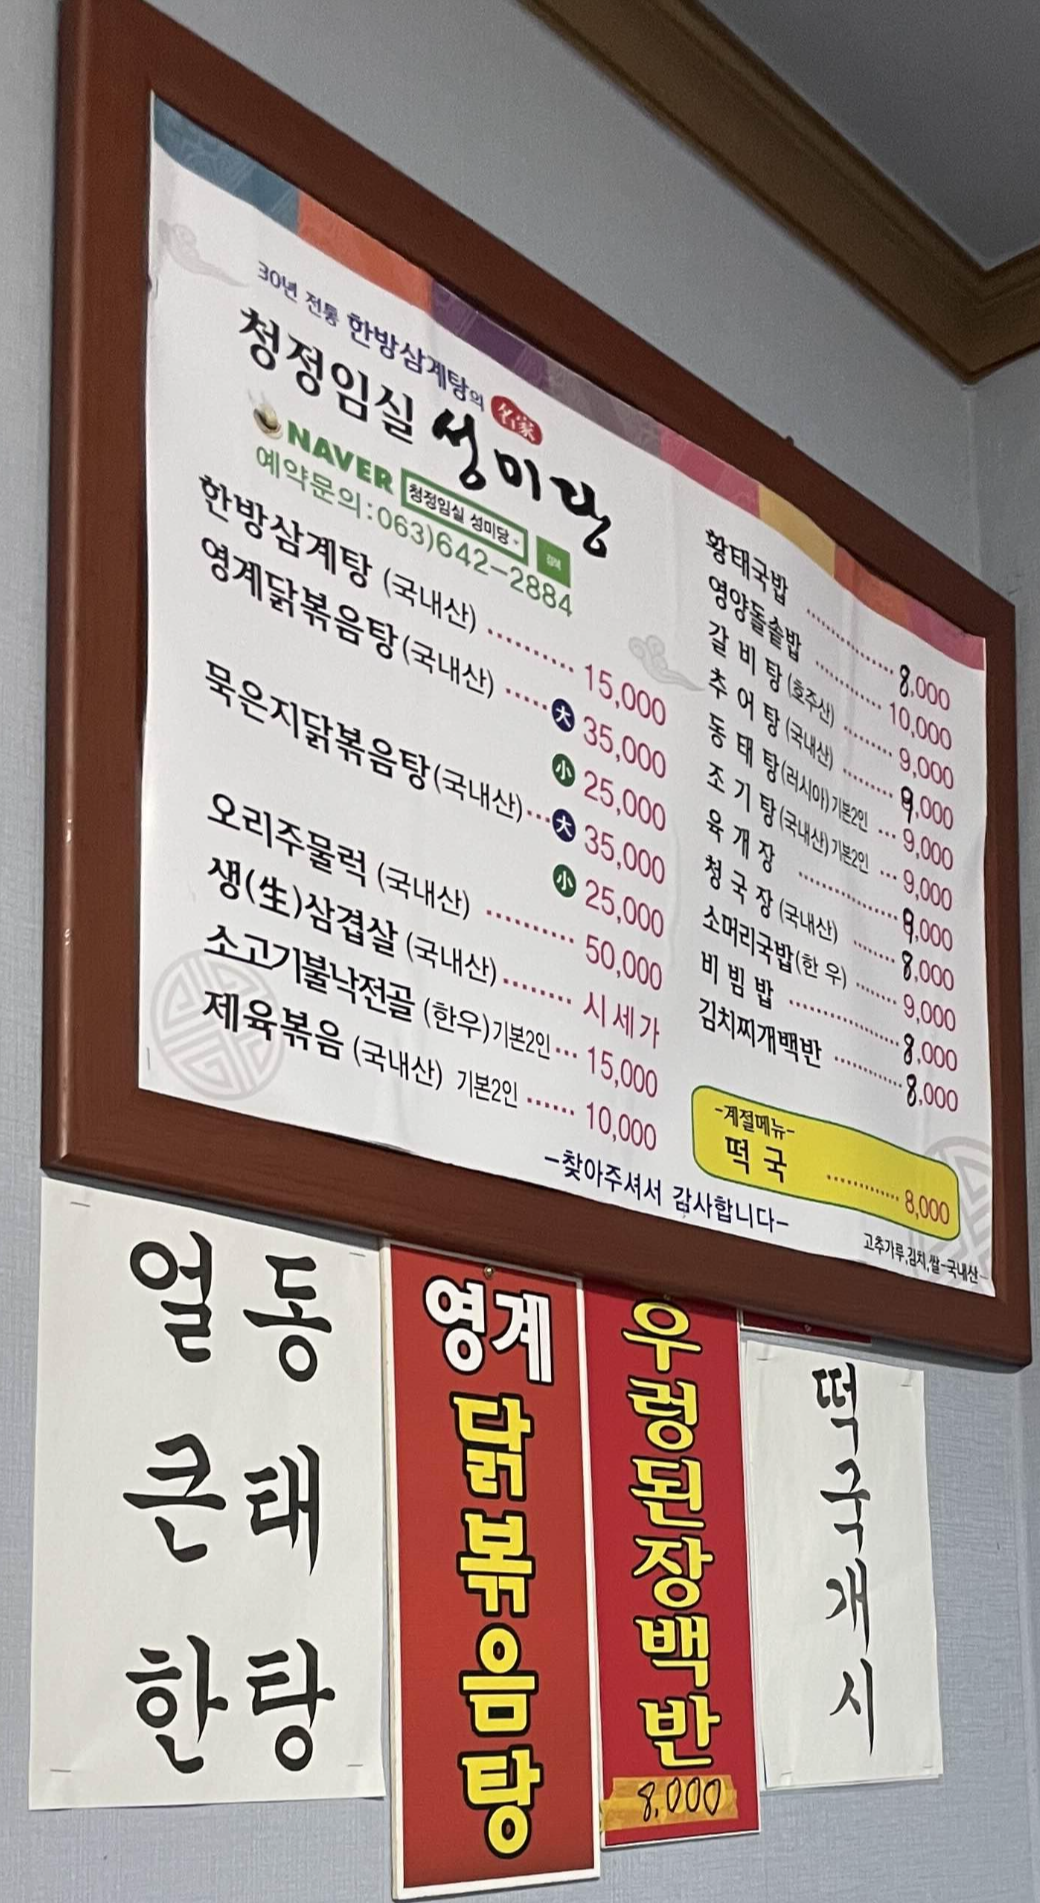 30년 전통 한방삼계탕의 名家
청정임실 성미당
NAVER 청정임실 성미당 검색
예약문의:063)642-2884
한방삼계탕 (국내산) ········· 15,000
영계닭볶음탕(국내산) ····· 大 35,000
小 25,000
묵은지닭볶음탕(국내산)··· 大 35,000
小 25,000
오리주물럭 (국내산) ········· 50,000
생(生)삼겹살 (국내산)········ 시세가
소고기불낙전골 (한우)기본2인··· 15,000
제육볶음 (국내산) 기본2인 ······ 10,000
황태국밥 ············· 8,000
영양돌솥밥 ·········· 10,000
갈비탕 (호주산) ········ 9,000
추어탕 (국내산) ········ 9,000
동태탕(러시아)기본2인 ··· 9,000
조기탕(국내산)기본2인 ··· 9,000
육개장 ·············· 9,000
청국장 (국내산) ······· 8,000
소머리국밥(한우) ······· 9,000
비빔밥 ·············· 8,000
김치찌개백반 ·········· 8,000
-계절메뉴-
떡국 ············· 8,000
-찾아주셔서 감사합니다-
고추가루,김치,쌀-국내산
얼큰한
동태탕
영계
닭볶음탕
우렁된장백반
8,000
떡국개시